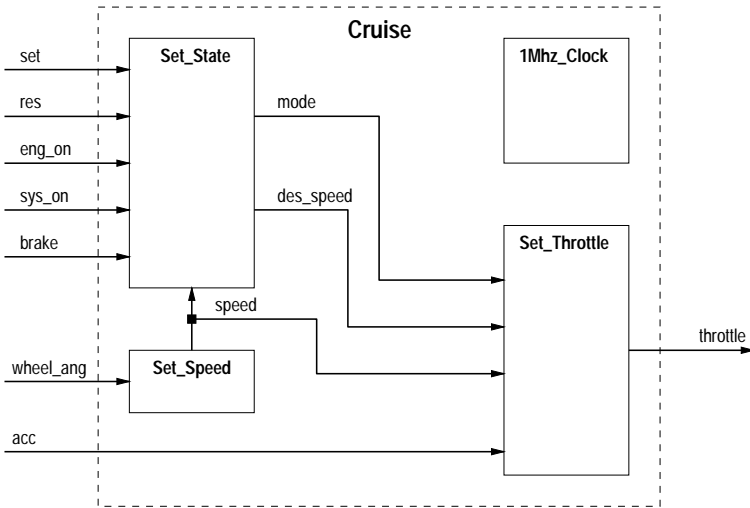 Cruise
set
Set_State
1Mhz_Clock
res
mode
eng_on
sys_on
des_speed
brake
Set_Throttle
speed
throttle
wheel_ang
Set_Speed
acc